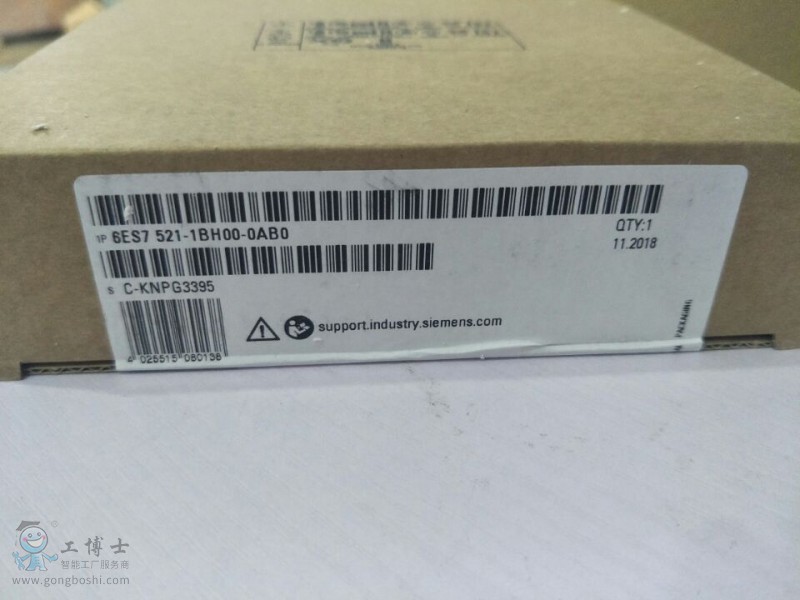 1P 6ES7 521-1BH00-0AB0
QTY:1
11.2018
S C-KNPG3395
support.industry.siemens.com
4 025515 080136
PACKAGING
工博士
智能工厂服务商
www.gongboshi.com